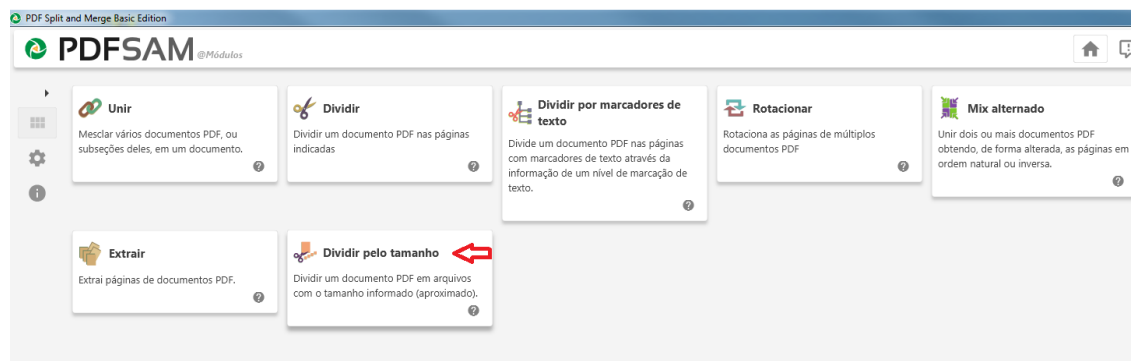 PDF Split and Merge Basic Edition
PDFSAM @Módulos
Unir
Mesclar vários documentos PDF, ou
subseções deles, em um documento.
Dividir
Dividir um documento PDF nas páginas
indicadas
Dividir por marcadores de
texto
Divide um documento PDF nas páginas
com marcadores de texto através da
informação de um nível de marcação de
texto.
Rotacionar
Rotaciona as páginas de múltiplos
documentos PDF
Mix alternado
Unir dois ou mais documentos PDF
obtendo, de forma alterada, as páginas em
ordem natural ou inversa.
Extrair
Extrai páginas de documentos PDF.
Dividir pelo tamanho
Dividir um documento PDF em arquivos
com o tamanho informado (aproximado).